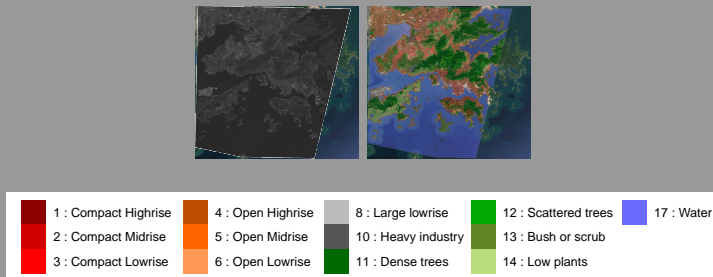 1 : Compact Highrise
4 : Open Highrise
8 : Large lowrise
12 : Scattered trees
17 : Water
2 : Compact Midrise
5 : Open Midrise
10 : Heavy industry
13 : Bush or scrub
3 : Compact Lowrise
6 : Open Lowrise
11 : Dense trees
14 : Low plants